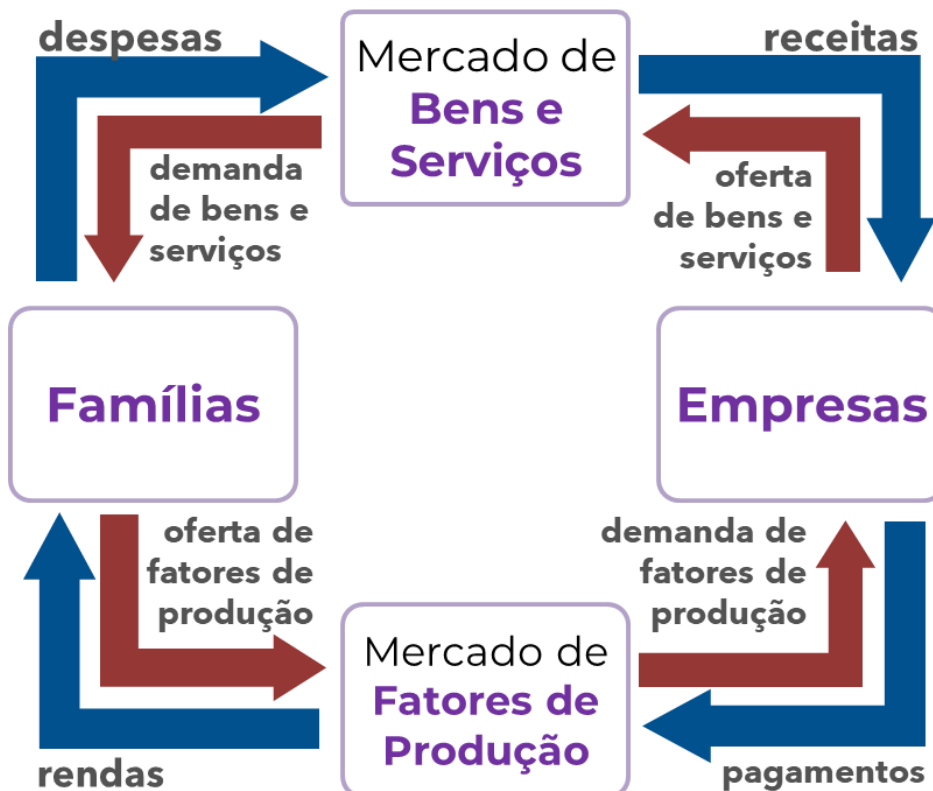 despesas
Mercado de
Bens e
Serviços
receitas
demanda
de bens e
serviços
oferta
de bens e
serviços
Famílias
Empresas
oferta de
fatores de
produção
demanda de
fatores de
produção
Mercado de
Fatores de
Produção
rendas
pagamentos